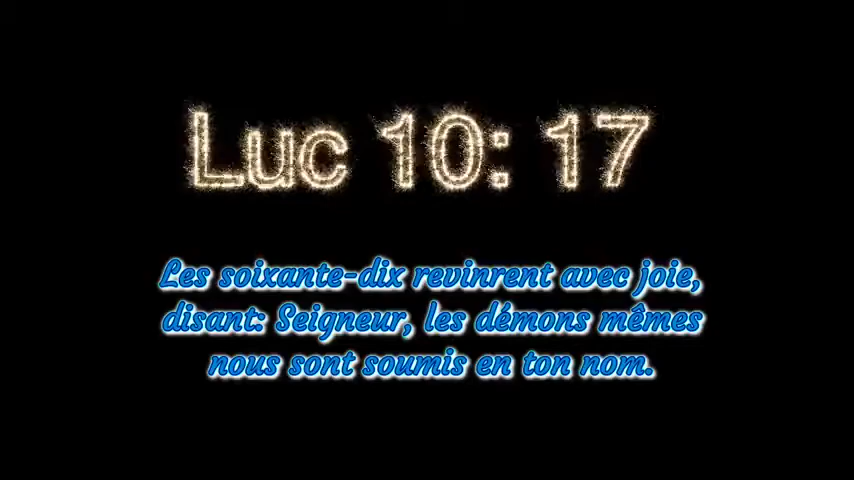 Luc 10: 17
Les soixante-dix revinrent avec joie,
disant: Seigneur, les démons mêmes
nous sont soumis en ton nom.